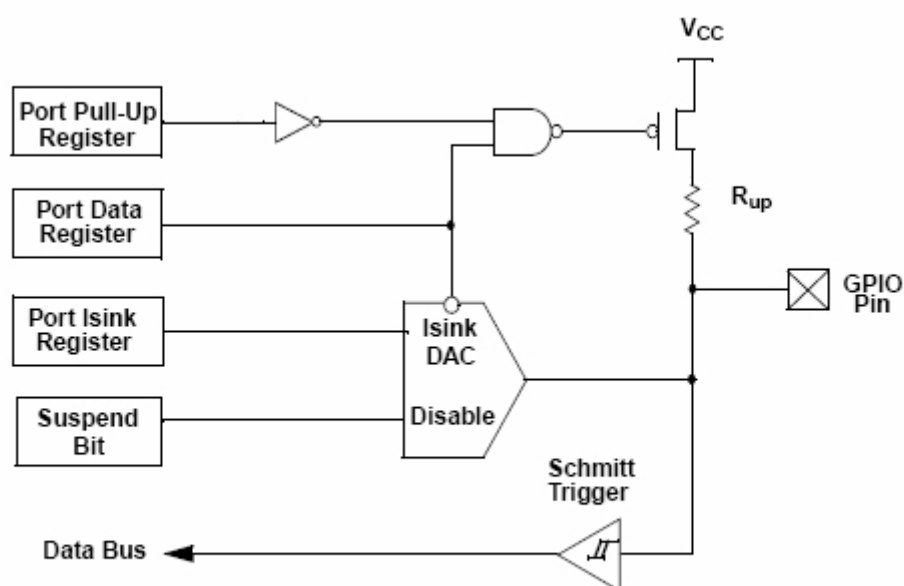 VCC
Port Pull-Up
Register
Port Data
Register
Rup
GPIO
Pin
Port Isink
Register
Isink
DAC
Disable
Suspend
Bit
Schmitt
Trigger
Data Bus